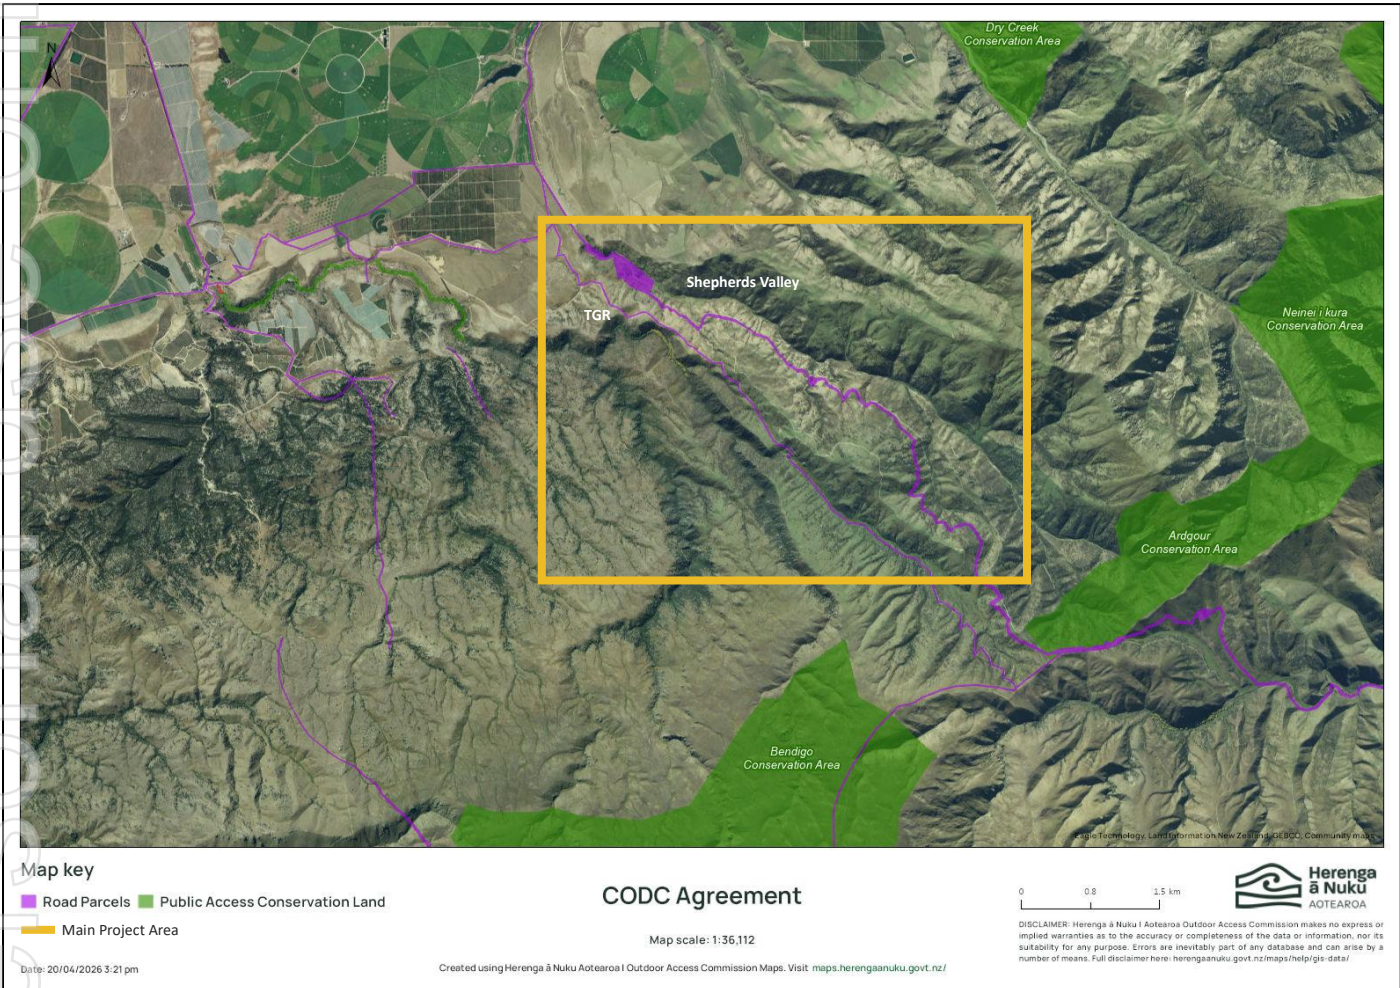 N
Dry Creek
Conservation Area
Shepherds Valley
TGR
Neinei i kura
Conservation Area
Ardgour
Conservation Area
Bendigo
Conservation Area
Eagle Technology, Land Information New Zealand, GEBCO, Community maps
Map key
Road Parcels Public Access Conservation Land
Main Project Area
Date: 20/04/2026 3:21 pm
CODC Agreement
Map scale: 1:36,112
Created using Herenga ā Nuku Aotearoa | Outdoor Access Commission Maps. Visit maps.herengaanuku.govt.nz/
0 0.8 1.5 km
Herenga
ā Nuku
AOTEAROA
DISCLAIMER: Herenga ā Nuku | Aotearoa Outdoor Access Commission makes no express or
implied warranties as to the accuracy or completeness of the data or information, nor its
suitability for any purpose. Errors are inevitably part of any database and can arise by a
number of means. Full disclaimer here: herengaanuku.govt.nz/maps/help/gis-data/